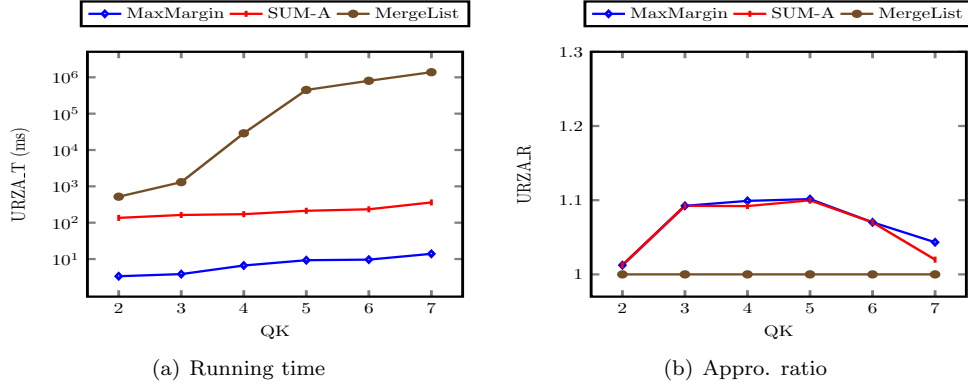 MaxMargin SUM-A MergeList
10^6
10^5
10^4
10^3
10^2
10^1
URZA_T (ms)
2 3 4 5 6 7
QK
(a) Running time
MaxMargin SUM-A MergeList
1.3
1.2
1.1
1
URZA_R
2 3 4 5 6 7
QK
(b) Appro. ratio